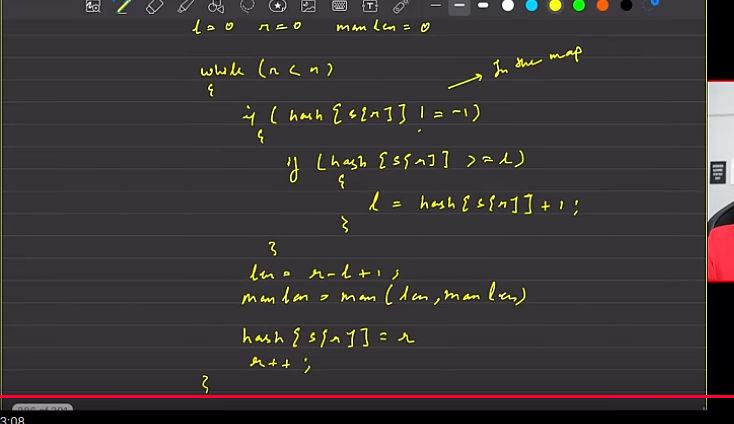 l = 0 r = 0 maxlen = 0
while (r < n)
{
In the map
if ( hash[s[r]] != -1)
{
if (hash[s[r]] >= l)
{
l = hash[s[r]] + 1;
}
}
len = r-l+1;
maxlen = max(len, maxlen)
hash[s[r]] = r
r++;
}
3:08